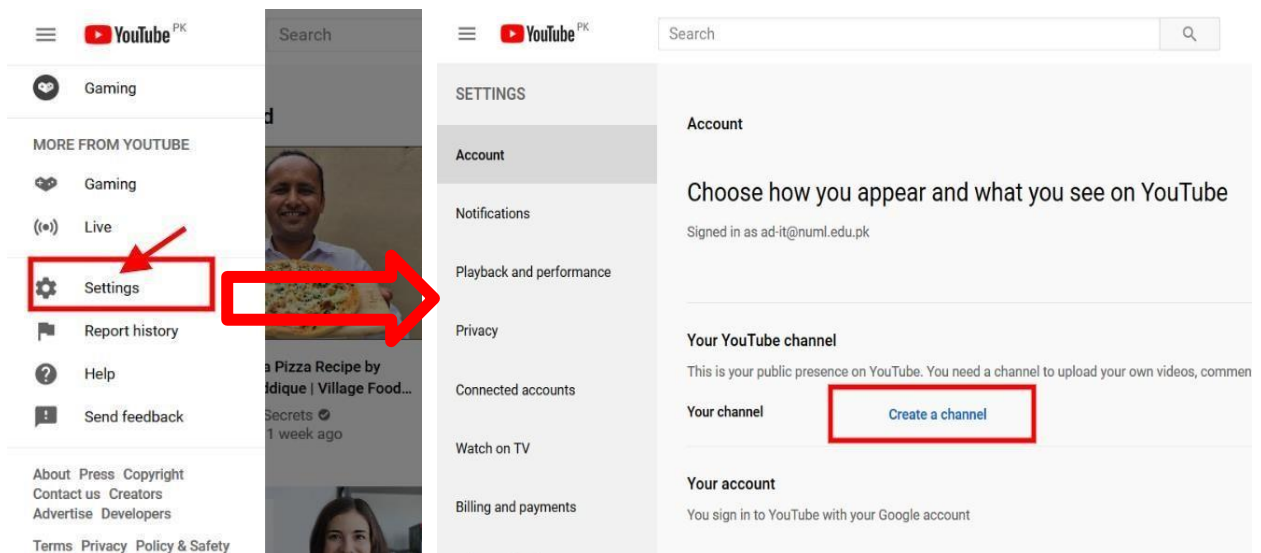 YouTube PK
Search
Gaming
d
MORE FROM YOUTUBE
Gaming
Live
Settings
Report history
Help
Send feedback
About Press Copyright
Contact us Creators
Advertise Developers
Terms Privacy Policy & Safety
a Pizza Recipe by
ddique | Village Food...
Secrets
1 week ago
YouTube PK
Search
SETTINGS
Account
Notifications
Playback and performance
Privacy
Connected accounts
Watch on TV
Billing and payments
Account
Choose how you appear and what you see on YouTube
Signed in as ad-it@numl.edu.pk
Your YouTube channel
This is your public presence on YouTube. You need a channel to upload your own videos, commen
Your channel Create a channel
Your account
You sign in to YouTube with your Google account